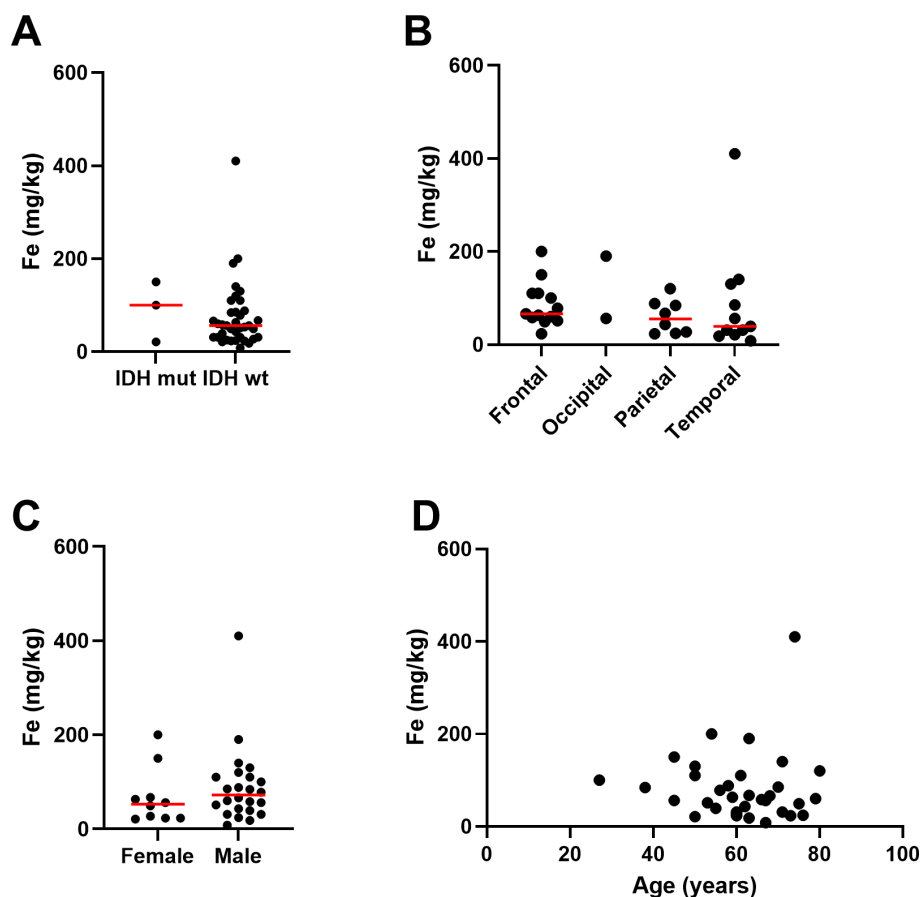 A
Fe (mg/kg)
600
400
200
0
IDH mut IDH wt
B
Fe (mg/kg)
600
400
200
0
Frontal
Occipital
Parietal
Temporal
C
Fe (mg/kg)
600
400
200
0
Female Male
D
Fe (mg/kg)
600
400
200
0
0 20 40 60 80 100
Age (years)